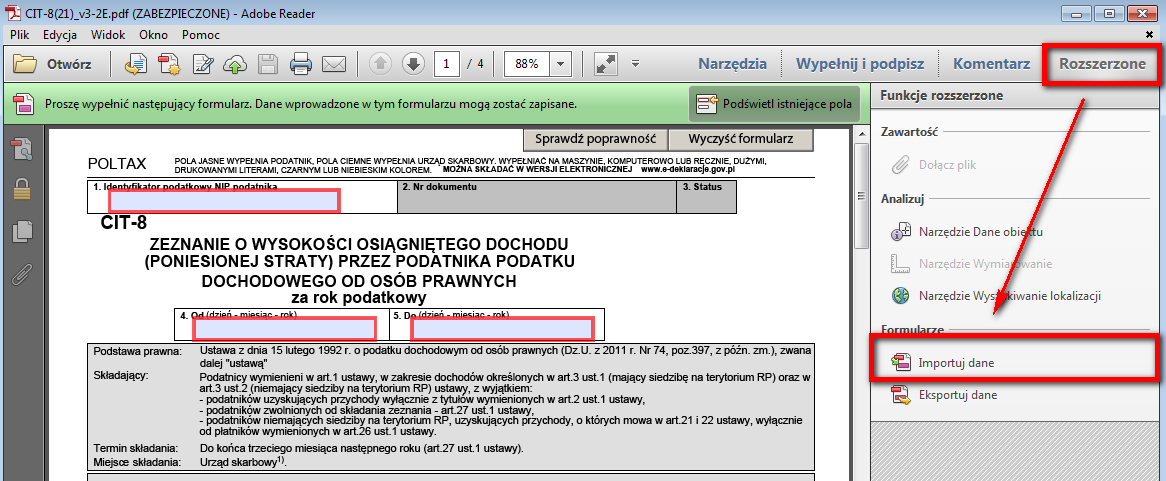 CIT-8(21)_v3-2E.pdf (ZABEZPIECZONE) - Adobe Reader
Plik Edycja Widok Okno Pomoc
Otwórz 1 / 4 88% Narzędzia Wypełnij i podpisz Komentarz Rozszerzone
Proszę wypełnić następujący formularz. Dane wprowadzone w tym formularzu mogą zostać zapisane. Podświetl istniejące pola
Sprawdź poprawność Wyczyść formularz
POLTAX POLA JASNE WYPEŁNIA PODATNIK, POLA CIEMNE WYPEŁNIA URZĄD SKARBOWY. WYPEŁNIAĆ NA MASZYNIE, KOMPUTEROWO LUB RĘCZNIE, DUŻYMI,
DRUKOWANYMI LITERAMI, CZARNYM LUB NIEBIESKIM KOLOREM. MOŻNA SKŁADAĆ W WERSJI ELEKTRONICZNEJ www.e-deklaracje.gov.pl
1. Identyfikator podatkowy NIP podatnika 2. Nr dokumentu 3. Status
CIT-8
ZEZNANIE O WYSOKOŚCI OSIĄGNIĘTEGO DOCHODU
(PONIESIONEJ STRATY) PRZEZ PODATNIKA PODATKU
DOCHODOWEGO OD OSÓB PRAWNYCH
za rok podatkowy
4. Od (dzień - miesiąc - rok) 5. Do (dzień - miesiąc - rok)
Podstawa prawna: Ustawa z dnia 15 lutego 1992 r. o podatku dochodowym od osób prawnych (Dz.U. z 2011 r. Nr 74, poz.397, z późn. zm.), zwana
dalej "ustawą"
Składający: Podatnicy wymienieni w art.1 ustawy, w zakresie dochodów określonych w art.3 ust.1 (mający siedzibę na terytorium RP) oraz w
art.3 ust.2 (niemający siedziby na terytorium RP) ustawy, z wyjątkiem:
- podatników uzyskujących przychody wyłącznie z tytułów wymienionych w art.2 ust.1 ustawy,
- podatników zwolnionych od składania zeznania - art.27 ust.1 ustawy,
- podatników niemających siedziby na terytorium RP, uzyskujących przychody, o których mowa w art.21 i 22 ustawy, wyłącznie
od płatników wymienionych w art.26 ust.1 ustawy.
Termin składania: Do końca trzeciego miesiąca następnego roku (art.27 ust.1 ustawy).
Miejsce składania: Urząd skarbowy1).
Funkcje rozszerzone
Zawartość
Dołącz plik
Analizuj
Narzędzie Dane obiektu
Narzędzie Wymiarowanie
Narzędzie Wyszukiwanie lokalizacji
Formularze
Importuj dane
Eksportuj dane